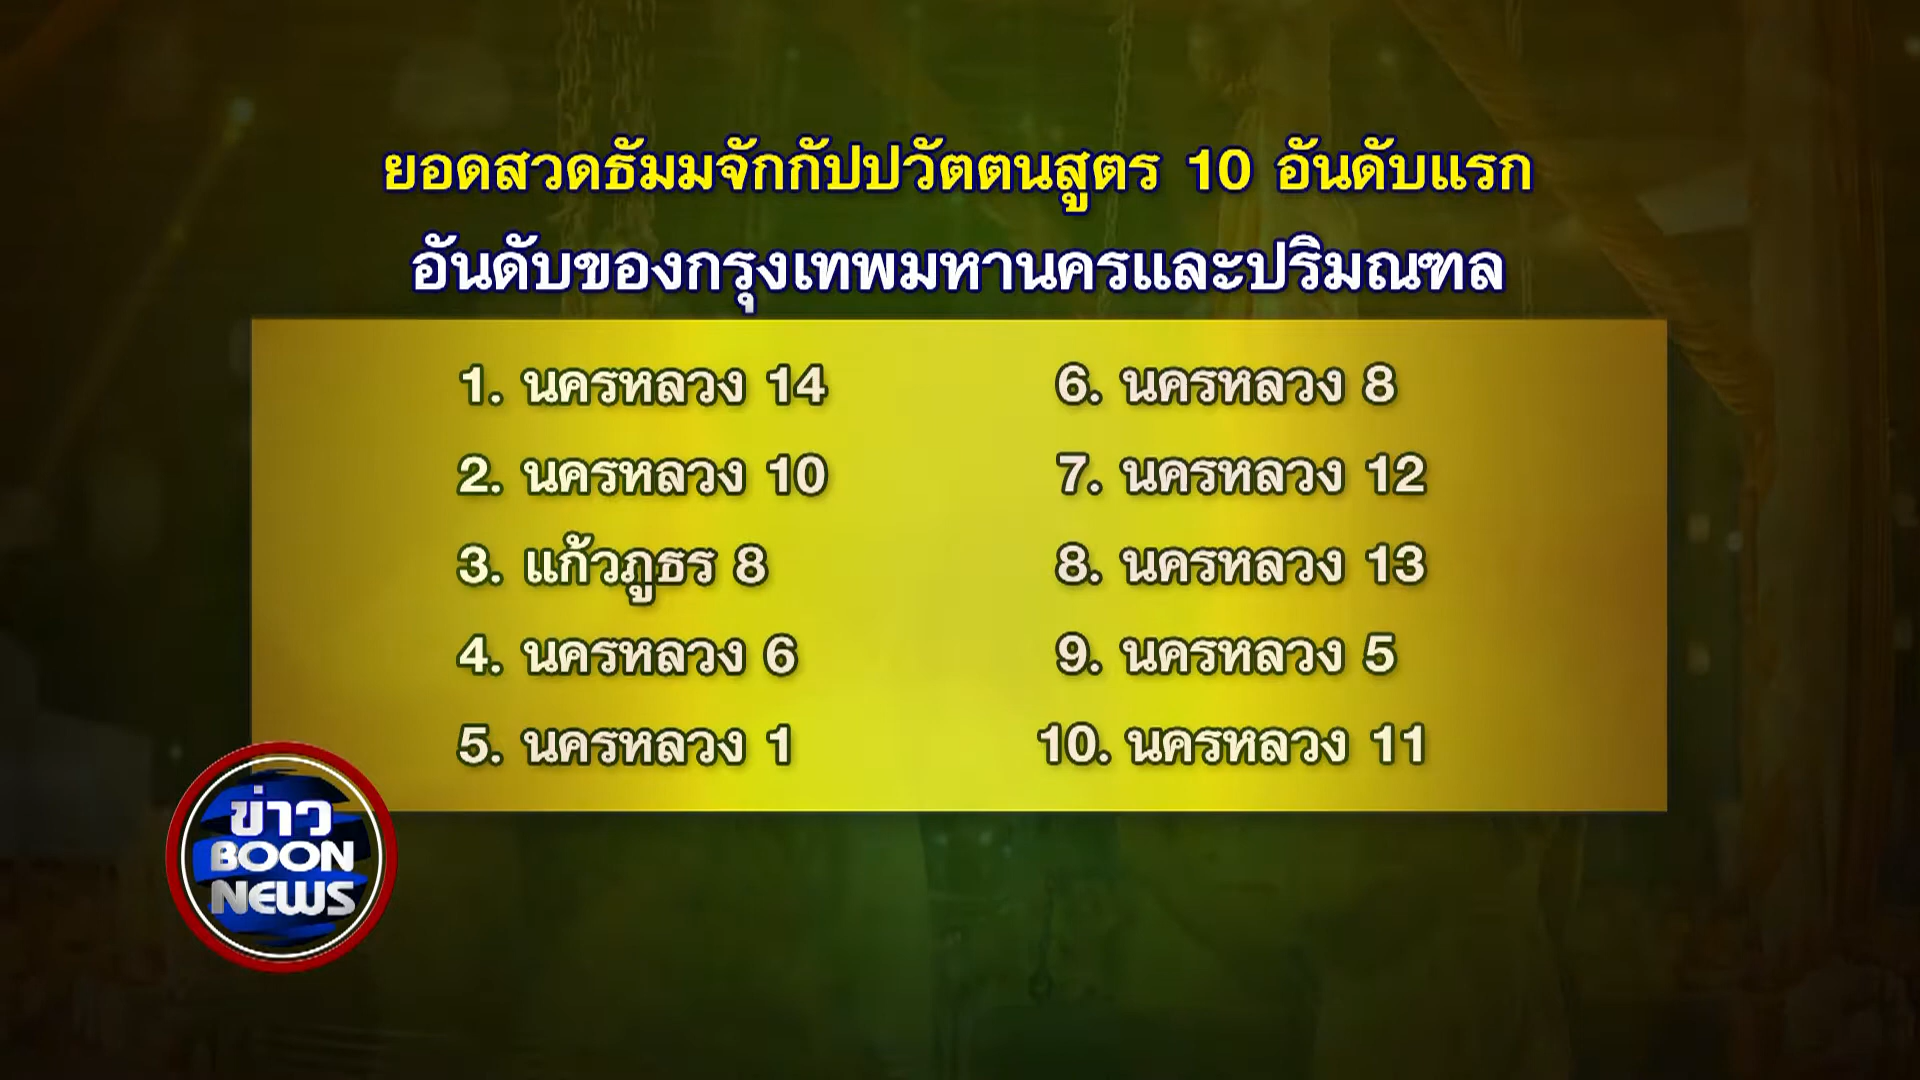 ยอดสวดธัมมจักกัปปวัตตนสูตร 10 อันดับแรก
อันดับของกรุงเทพมหานครและปริมณฑล
1. นครหลวง 14
2. นครหลวง 10
3. แก้วภูธร 8
4. นครหลวง 6
5. นครหลวง 1
6. นครหลวง 8
7. นครหลวง 12
8. นครหลวง 13
9. นครหลวง 5
10. นครหลวง 11
ข่าว
BOON
NEWS